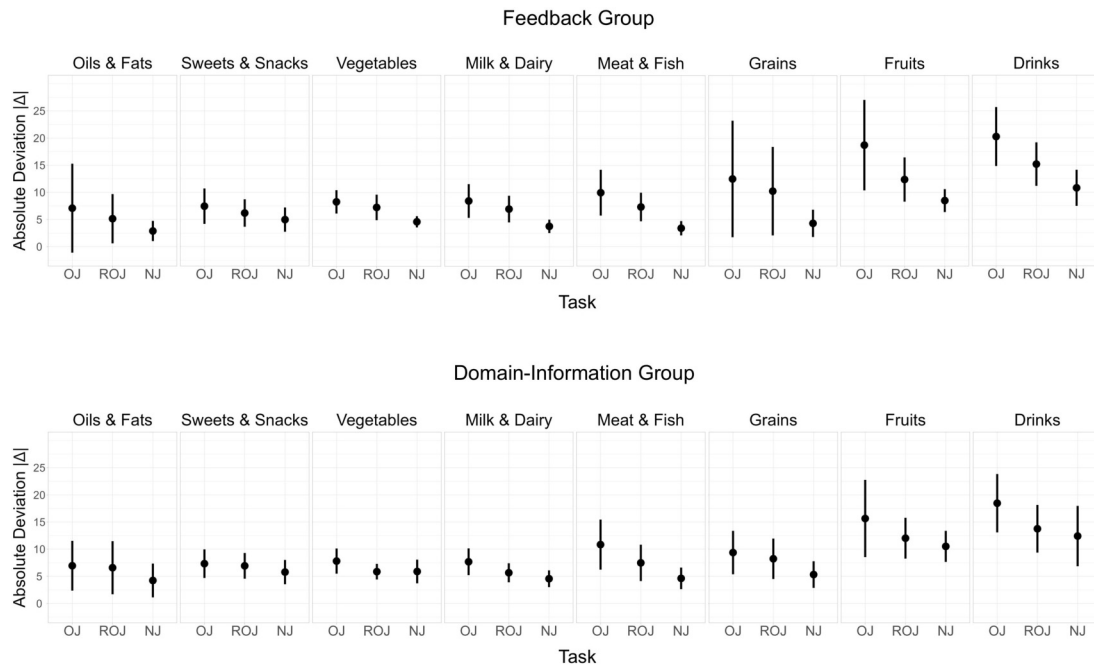 Feedback Group
Oils & Fats Sweets & Snacks Vegetables Milk & Dairy Meat & Fish Grains Fruits Drinks
Absolute Deviation |Δ|
25
20
15
10
5
0
OJ ROJ NJ OJ ROJ NJ OJ ROJ NJ OJ ROJ NJ OJ ROJ NJ OJ ROJ NJ OJ ROJ NJ OJ ROJ NJ
Task
Domain-Information Group
Oils & Fats Sweets & Snacks Vegetables Milk & Dairy Meat & Fish Grains Fruits Drinks
Absolute Deviation |Δ|
25
20
15
10
5
0
OJ ROJ NJ OJ ROJ NJ OJ ROJ NJ OJ ROJ NJ OJ ROJ NJ OJ ROJ NJ OJ ROJ NJ OJ ROJ NJ
Task